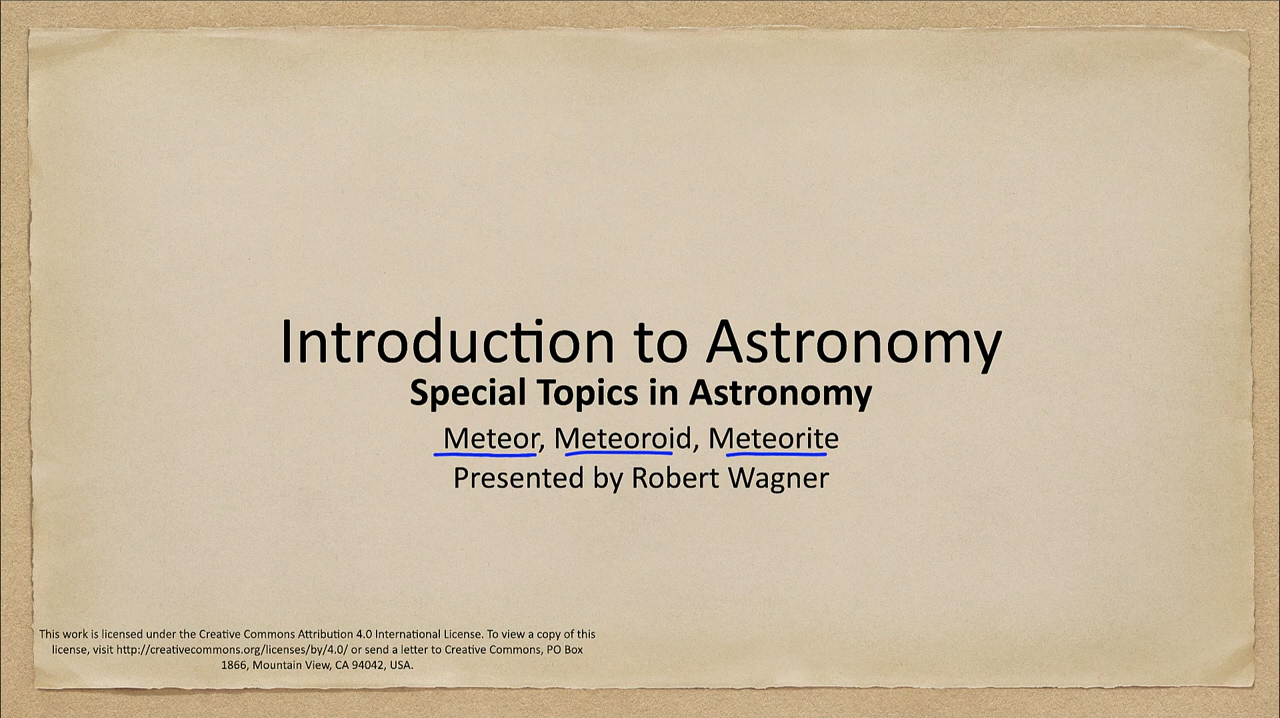 Introduction to Astronomy
Special Topics in Astronomy
Meteor, Meteoroid, Meteorite
Presented by Robert Wagner
This work is licensed under the Creative Commons Attribution 4.0 International License. To view a copy of this
license, visit http://creativecommons.org/licenses/by/4.0/ or send a letter to Creative Commons, PO Box
1866, Mountain View, CA 94042, USA.